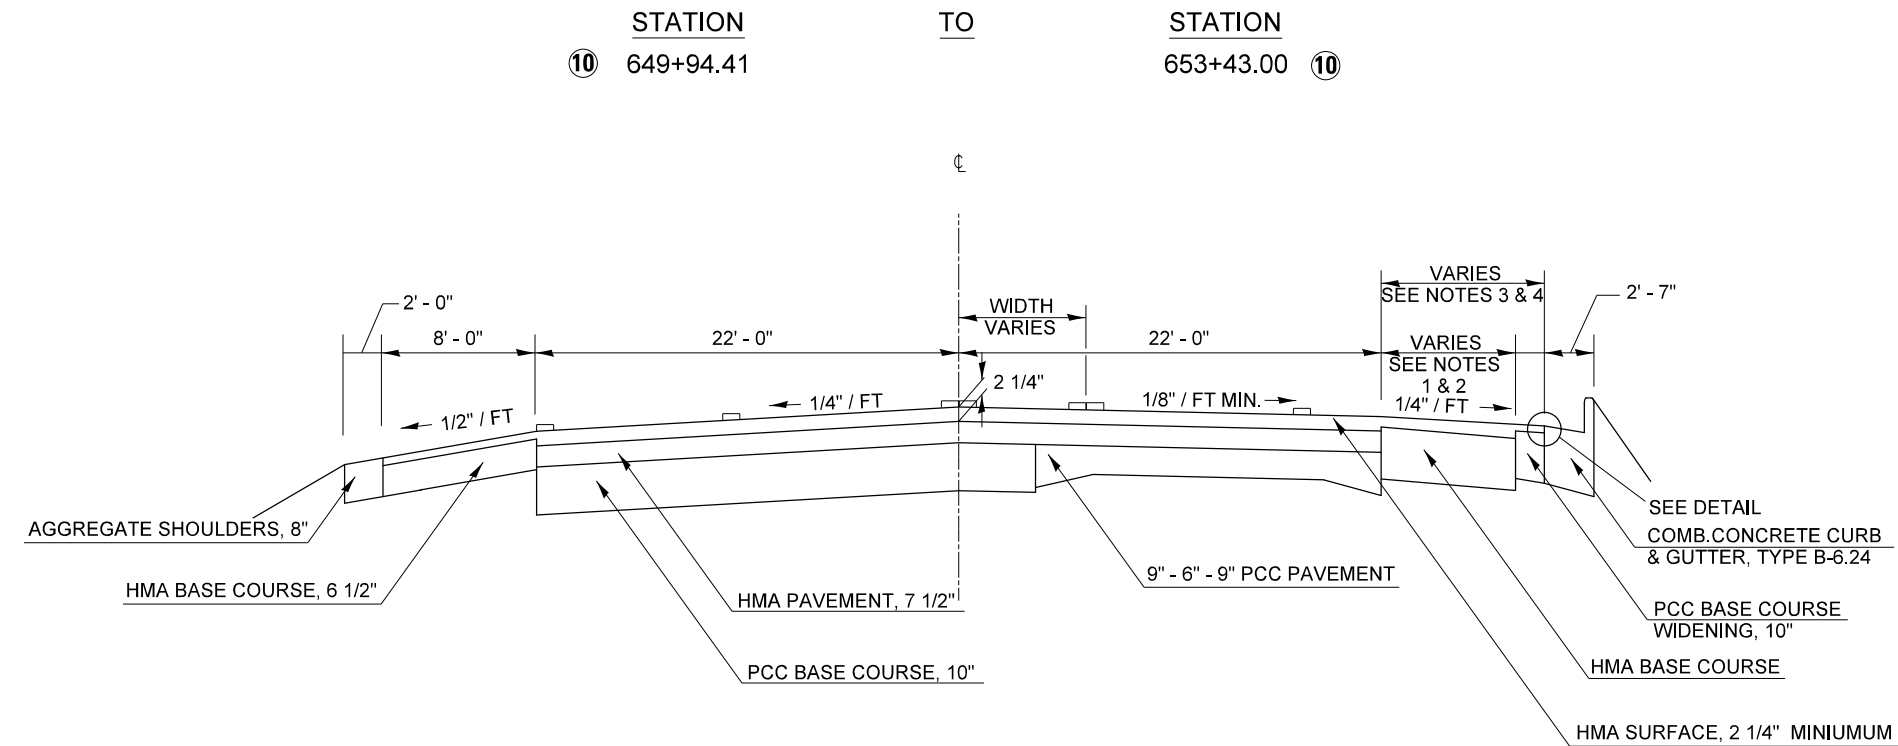 STATION TO STATION
10 649+94.41 653+43.00 10
℄
VARIES
SEE NOTES 3 & 4
2' - 0"
2' - 7"
WIDTH
VARIES
8' - 0"
22' - 0"
22' - 0"
VARIES
SEE NOTES
1 & 2
2 1/4"
1/2" / FT
1/4" / FT
1/8" / FT MIN.
1/4" / FT
SEE DETAIL
AGGREGATE SHOULDERS, 8"
COMB.CONCRETE CURB
& GUTTER, TYPE B-6.24
9" - 6" - 9" PCC PAVEMENT
HMA BASE COURSE, 6 1/2"
HMA PAVEMENT, 7 1/2"
PCC BASE COURSE
WIDENING, 10"
PCC BASE COURSE, 10"
HMA BASE COURSE
HMA SURFACE, 2 1/4" MINIUMUM